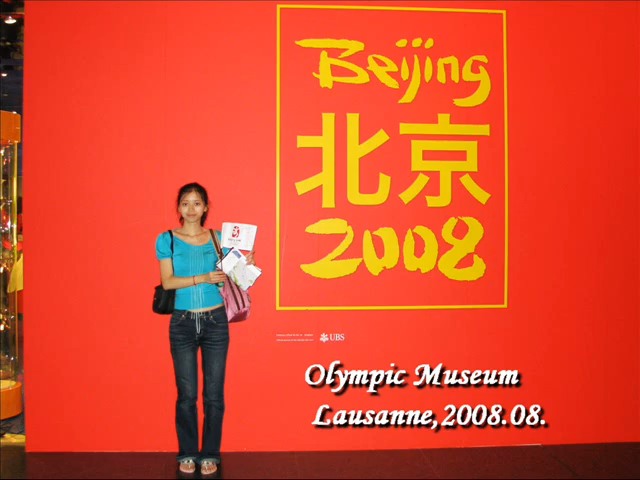 Beijing
北京
2008
UBS
Olympic Museum
Lausanne,2008.08.